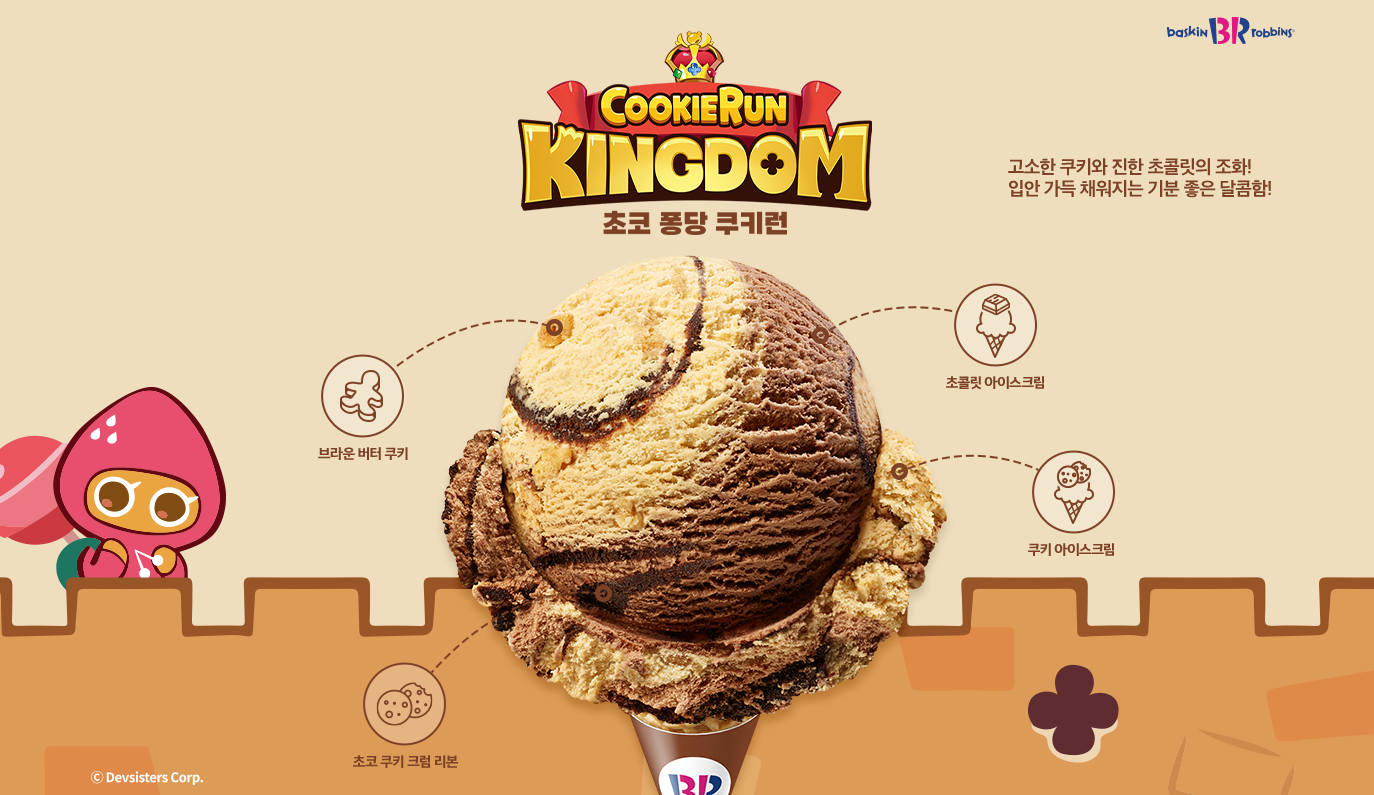 baskin BR robbins
COOKIERUN
KINGDOM
초코 퐁당 쿠키런
고소한 쿠키와 진한 초콜릿의 조화!
입안 가득 채워지는 기분 좋은 달콤함!
초콜릿 아이스크림
브라운 버터 쿠키
쿠키 아이스크림
초코 쿠키 크럼 리본
© Devsisters Corp.
BR